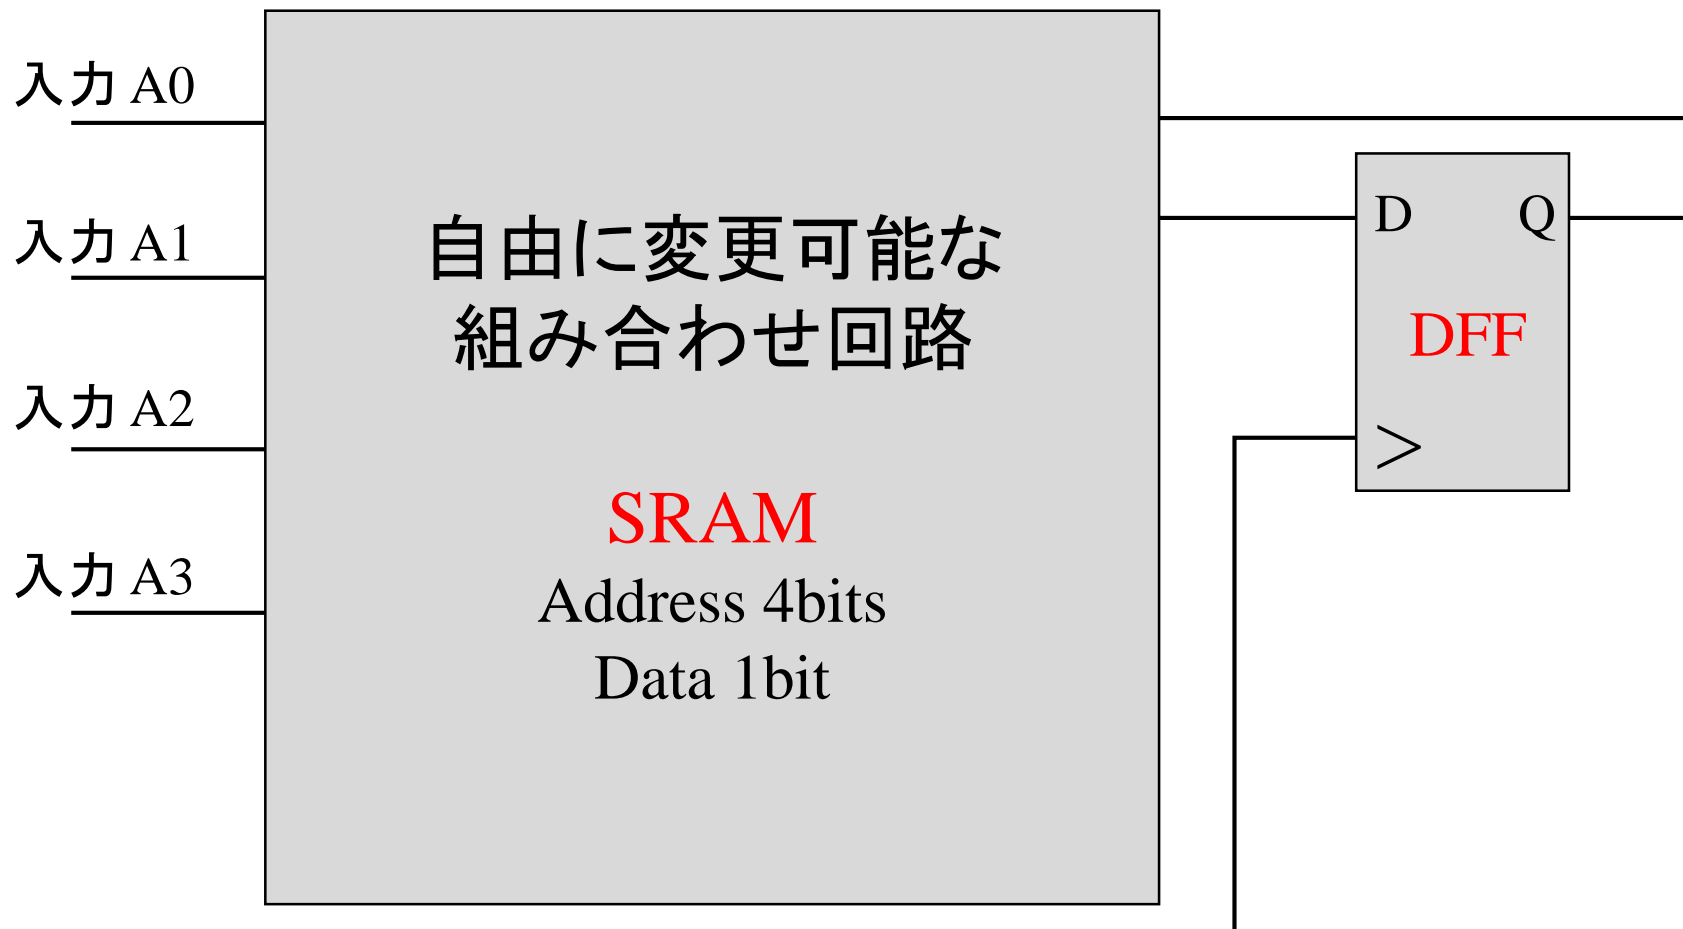 入力 A0
入力 A1
入力 A2
入力 A3
自由に変更可能な
組み合わせ回路
SRAM
Address 4bits
Data 1bit
D Q
DFF
>